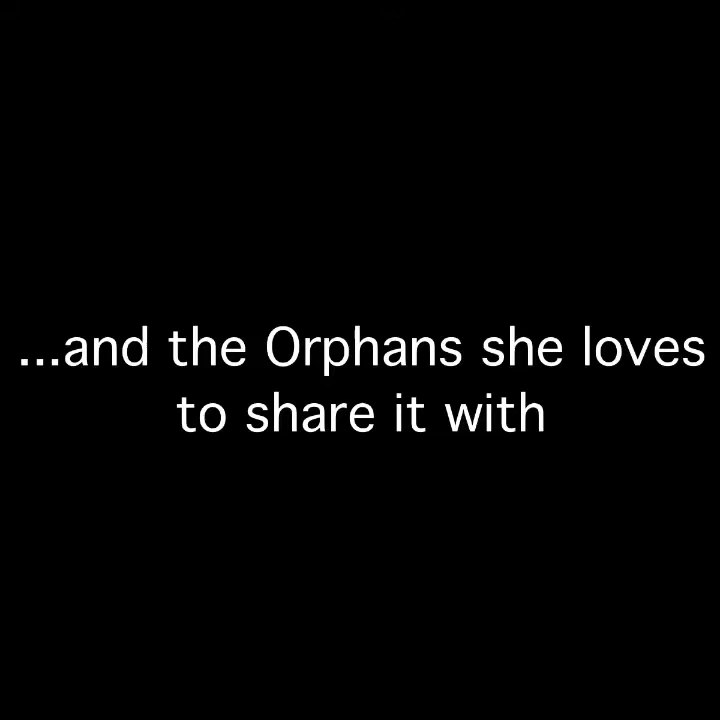 ...and the Orphans she loves
to share it with